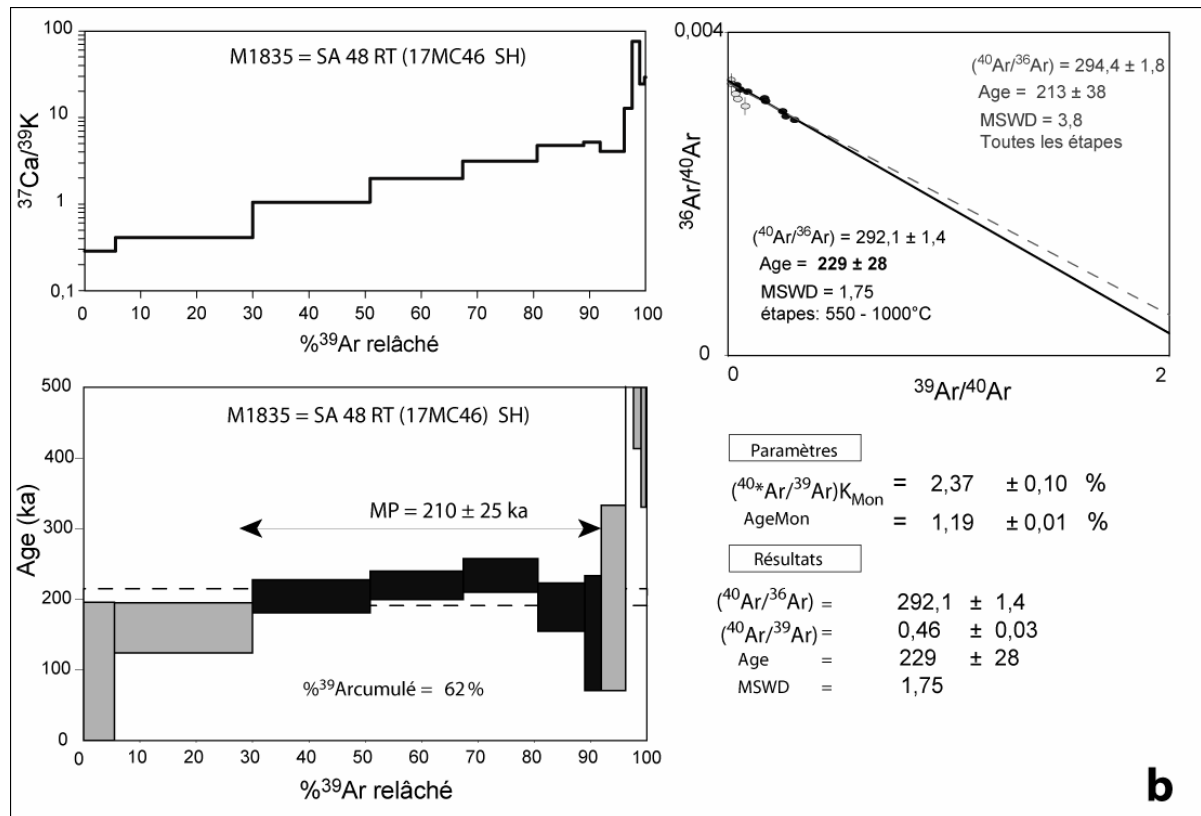 M1835 = SA 48 RT (17MC46 SH)
³⁷Ca/³⁹K
100
10
1
0,1
0 10 20 30 40 50 60 70 80 90 100
%³⁹Ar relâché
0,004
(⁴⁰Ar/³⁶Ar) = 294,4 ± 1,8
Age = 213 ± 38
MSWD = 3,8
Toutes les étapes
³⁶Ar/⁴⁰Ar
(⁴⁰Ar/³⁶Ar) = 292,1 ± 1,4
Age = 229 ± 28
MSWD = 1,75
étapes: 550 - 1000°C
0
0 2
³⁹Ar/⁴⁰Ar
M1835 = SA 48 RT (17MC46) SH)
Age (ka)
500
400
300
200
100
0
MP = 210 ± 25 ka
%³⁹Arcumulé = 62 %
0 10 20 30 40 50 60 70 80 90 100
%³⁹Ar relâché
Paramètres
(⁴⁰*Ar/³⁹Ar)K_Mon = 2,37 ± 0,10 %
AgeMon = 1,19 ± 0,01 %
Résultats
(⁴⁰Ar/³⁶Ar) = 292,1 ± 1,4
(⁴⁰Ar/³⁹Ar) = 0,46 ± 0,03
Age = 229 ± 28
MSWD = 1,75
b